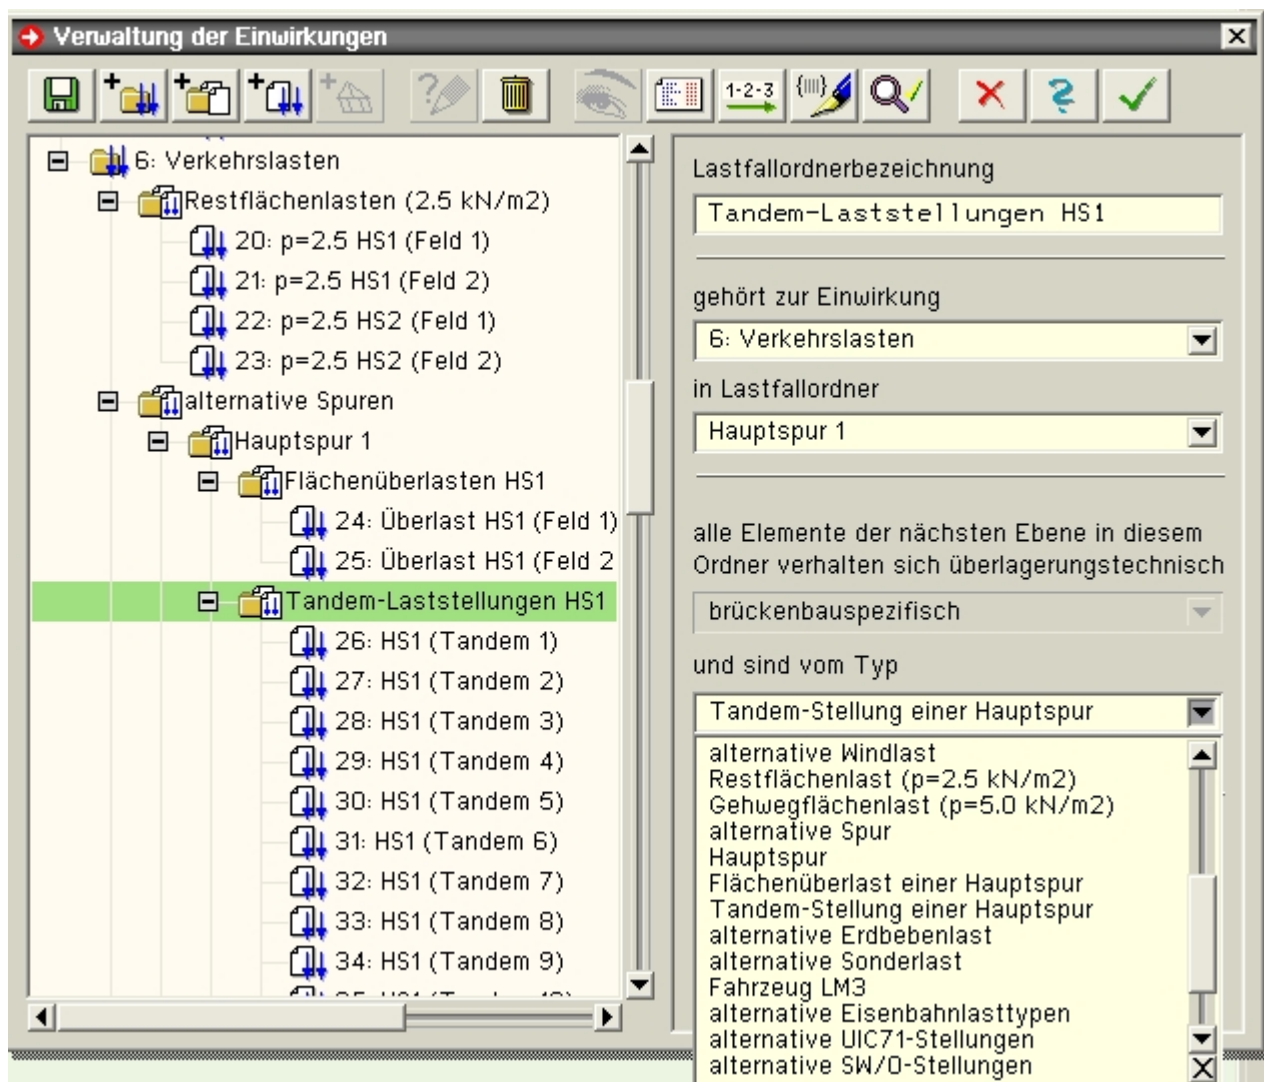 Verwaltung der Einwirkungen
1-2-3
6: Verkehrslasten
Restflächenlasten (2.5 kN/m2)
20: p=2.5 HS1 (Feld 1)
21: p=2.5 HS1 (Feld 2)
22: p=2.5 HS2 (Feld 1)
23: p=2.5 HS2 (Feld 2)
alternative Spuren
Hauptspur 1
Flächenüberlasten HS1
24: Überlast HS1 (Feld 1)
25: Überlast HS1 (Feld 2
Tandem-Laststellungen HS1
26: HS1 (Tandem 1)
27: HS1 (Tandem 2)
28: HS1 (Tandem 3)
29: HS1 (Tandem 4)
30: HS1 (Tandem 5)
31: HS1 (Tandem 6)
32: HS1 (Tandem 7)
33: HS1 (Tandem 8)
34: HS1 (Tandem 9)
Lastfallordnerbezeichnung
Tandem-Laststellungen HS1
gehört zur Einwirkung
6: Verkehrslasten
in Lastfallordner
Hauptspur 1
alle Elemente der nächsten Ebene in diesem
Ordner verhalten sich überlagerungstechnisch
brückenbauspezifisch
und sind vom Typ
Tandem-Stellung einer Hauptspur
alternative Windlast
Restflächenlast (p=2.5 kN/m2)
Gehwegflächenlast (p=5.0 kN/m2)
alternative Spur
Hauptspur
Flächenüberlast einer Hauptspur
Tandem-Stellung einer Hauptspur
alternative Erdbebenlast
alternative Sonderlast
Fahrzeug LM3
alternative Eisenbahnlasttypen
alternative UIC71-Stellungen
alternative SW/0-Stellungen